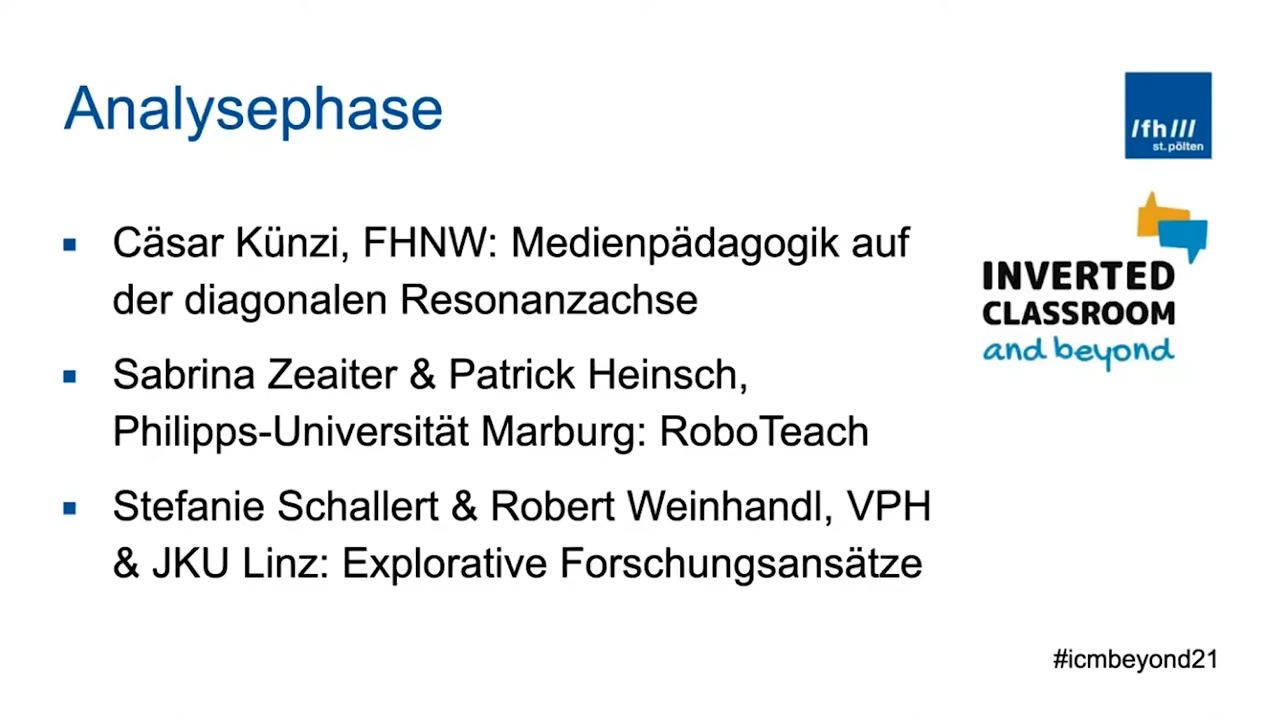 Analysephase
/fh///
st.pölten
Cäsar Künzi, FHNW: Medienpädagogik auf
der diagonalen Resonanzachse
INVERTED
CLASSROOM
and beyond
Sabrina Zeaiter & Patrick Heinsch,
Philipps-Universität Marburg: RoboTeach
Stefanie Schallert & Robert Weinhandl, VPH
& JKU Linz: Explorative Forschungsansätze
#icmbeyond21